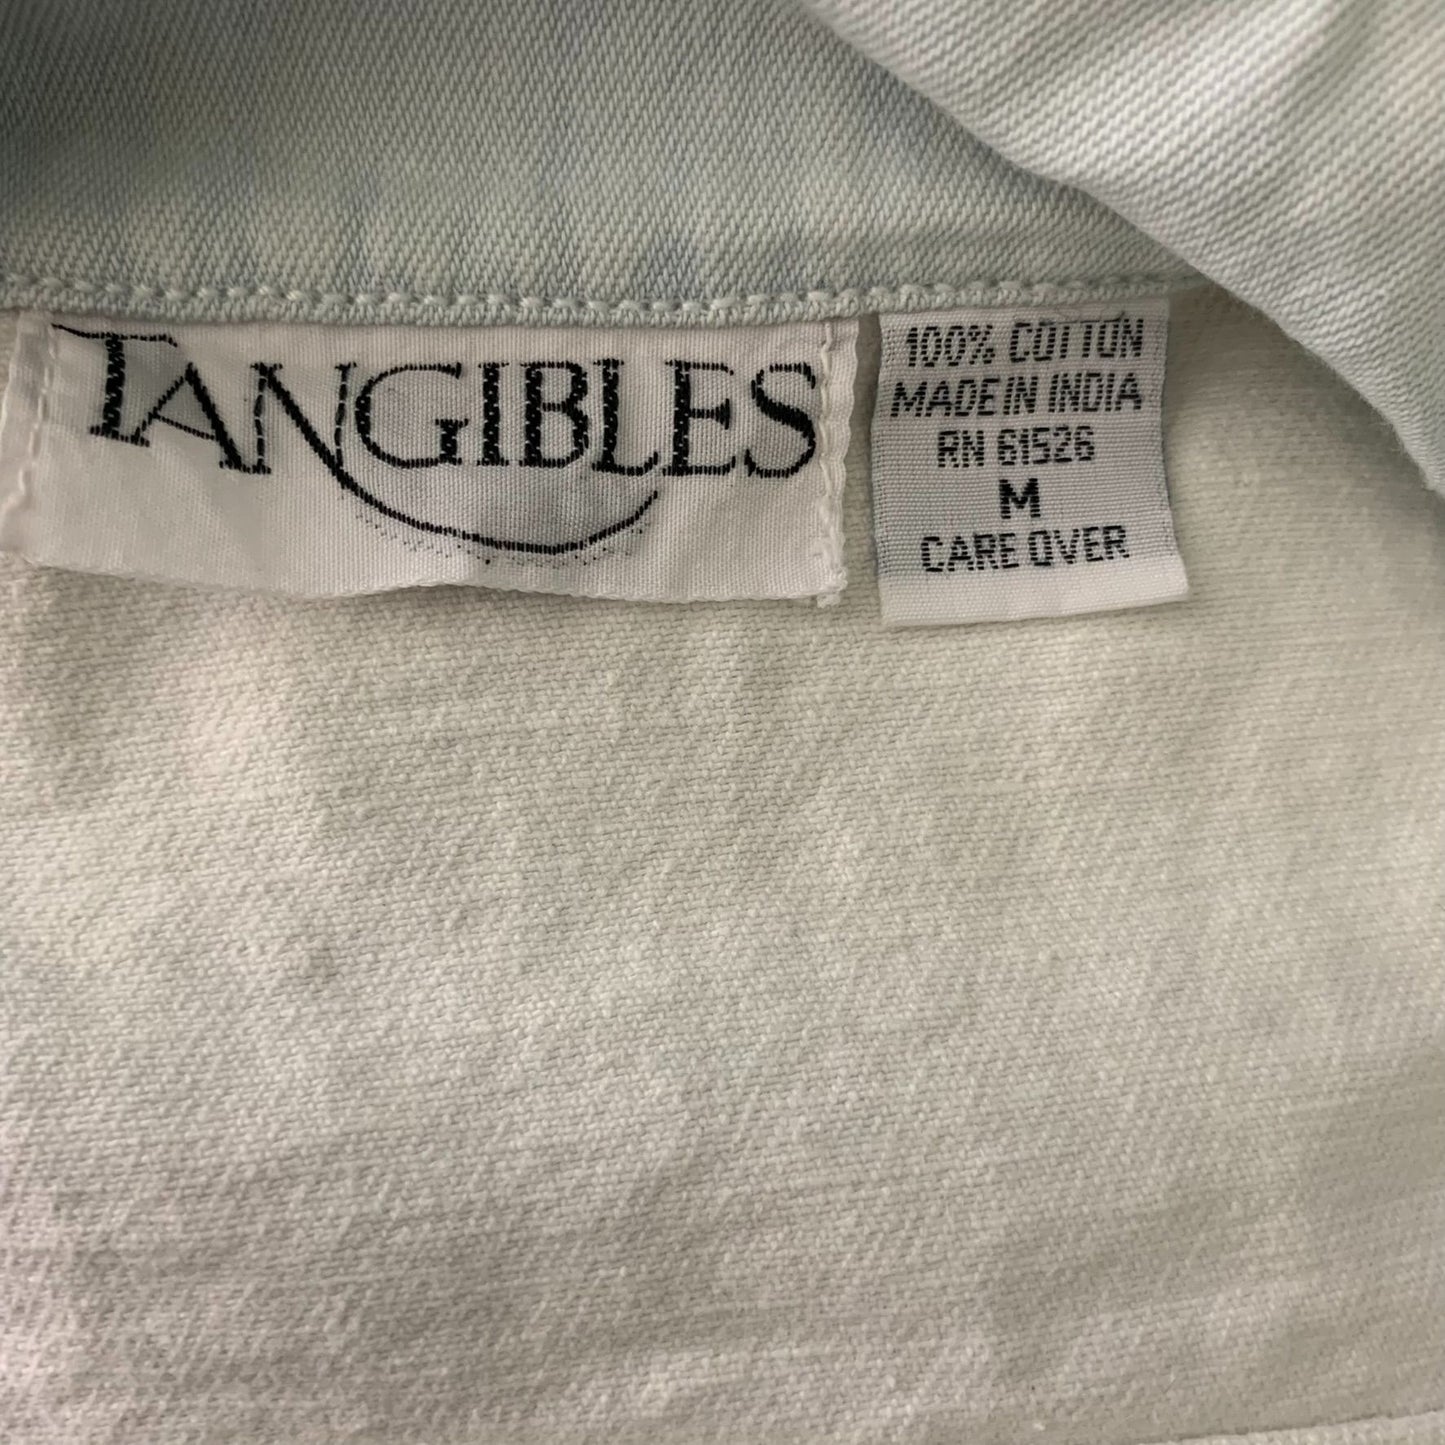 TANGIBLES
100% COTTON
MADE IN INDIA
RN 61526
M
CARE OVER